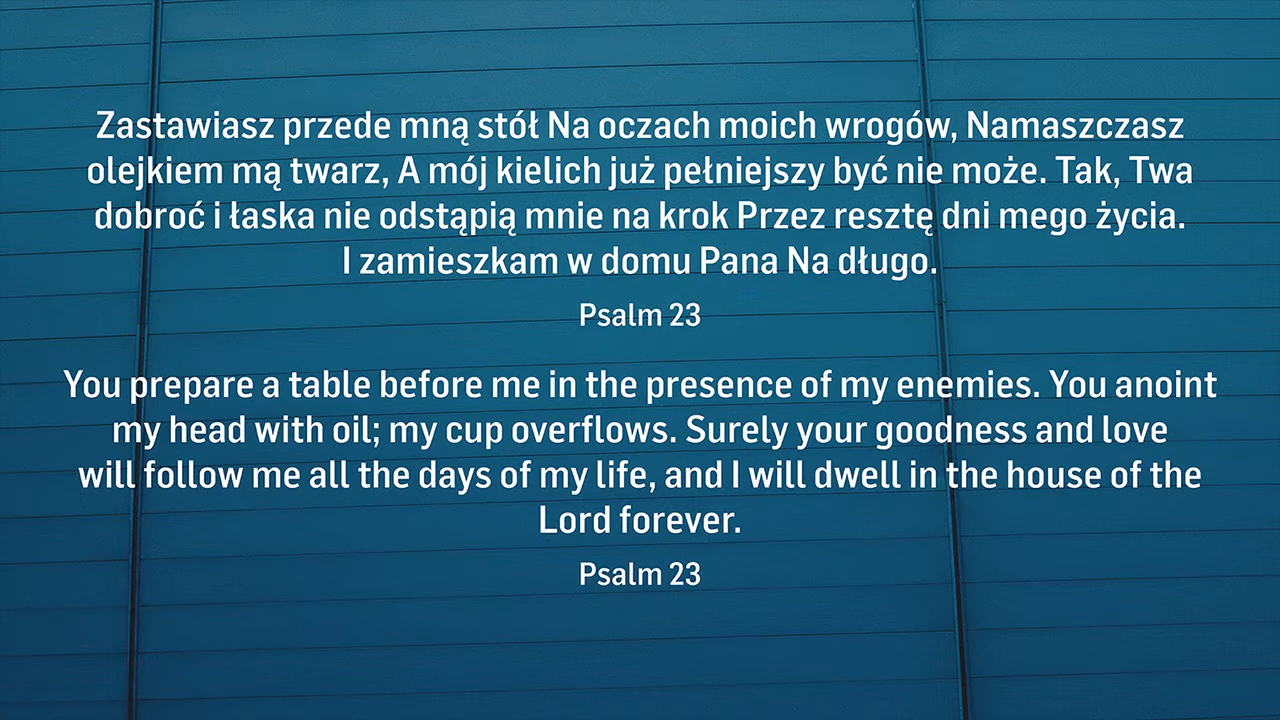 Zastawiasz przede mną stół Na oczach moich wrogów, Namaszczasz
olejkiem mą twarz, A mój kielich już pełniejszy być nie może. Tak, Twa
dobroć i łaska nie odstąpią mnie na krok Przez resztę dni mego życia.
I zamieszkam w domu Pana Na długo.
Psalm 23
You prepare a table before me in the presence of my enemies. You anoint
my head with oil; my cup overflows. Surely your goodness and love
will follow me all the days of my life, and I will dwell in the house of the
Lord forever.
Psalm 23